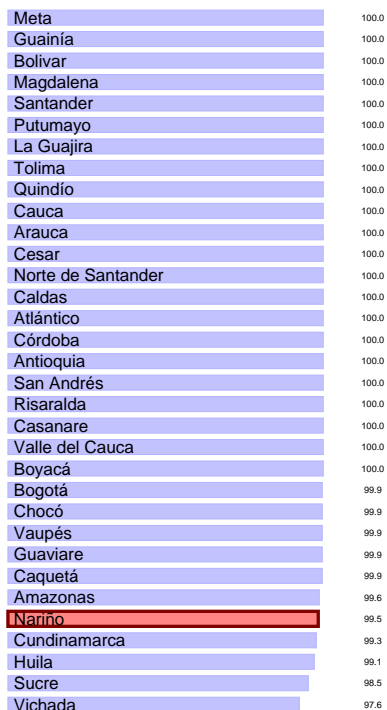 Meta 100.0
Guainía 100.0
Bolivar 100.0
Magdalena 100.0
Santander 100.0
Putumayo 100.0
La Guajira 100.0
Tolima 100.0
Quindío 100.0
Cauca 100.0
Arauca 100.0
Cesar 100.0
Norte de Santander 100.0
Caldas 100.0
Atlántico 100.0
Córdoba 100.0
Antioquia 100.0
San Andrés 100.0
Risaralda 100.0
Casanare 100.0
Valle del Cauca 100.0
Boyacá 100.0
Bogotá 99.9
Chocó 99.9
Vaupés 99.9
Guaviare 99.9
Caquetá 99.9
Amazonas 99.6
Nariño 99.5
Cundinamarca 99.3
Huila 99.1
Sucre 98.5
Vichada 97.6